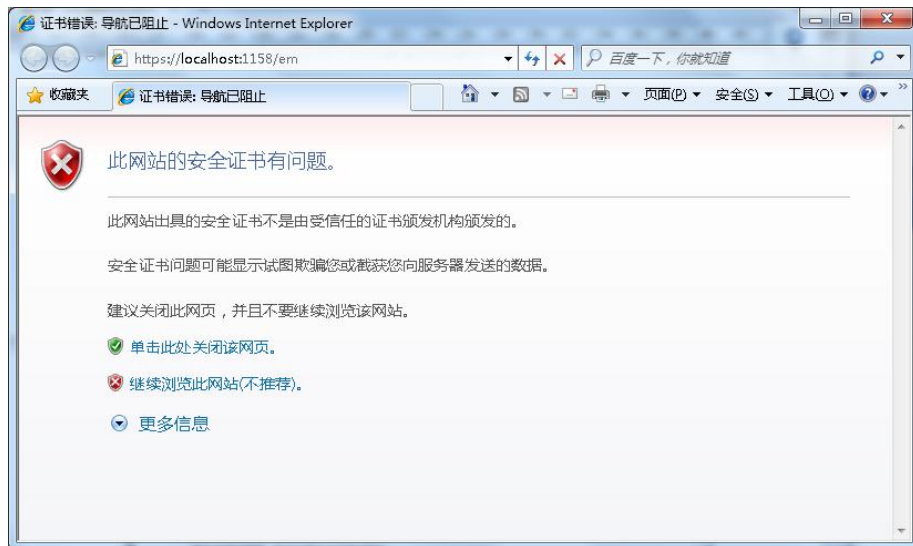 证书错误: 导航已阻止 - Windows Internet Explorer
https://localhost:1158/em
百度一下，你就知道
收藏夹
证书错误: 导航已阻止
页面(P)
安全(S)
工具(O)
此网站的安全证书有问题。
此网站出具的安全证书不是由受信任的证书颁发机构颁发的。
安全证书问题可能显示试图欺骗您或截获您向服务器发送的数据。
建议关闭此网页，并且不要继续浏览该网站。
单击此处关闭该网页。
继续浏览此网站(不推荐)。
更多信息